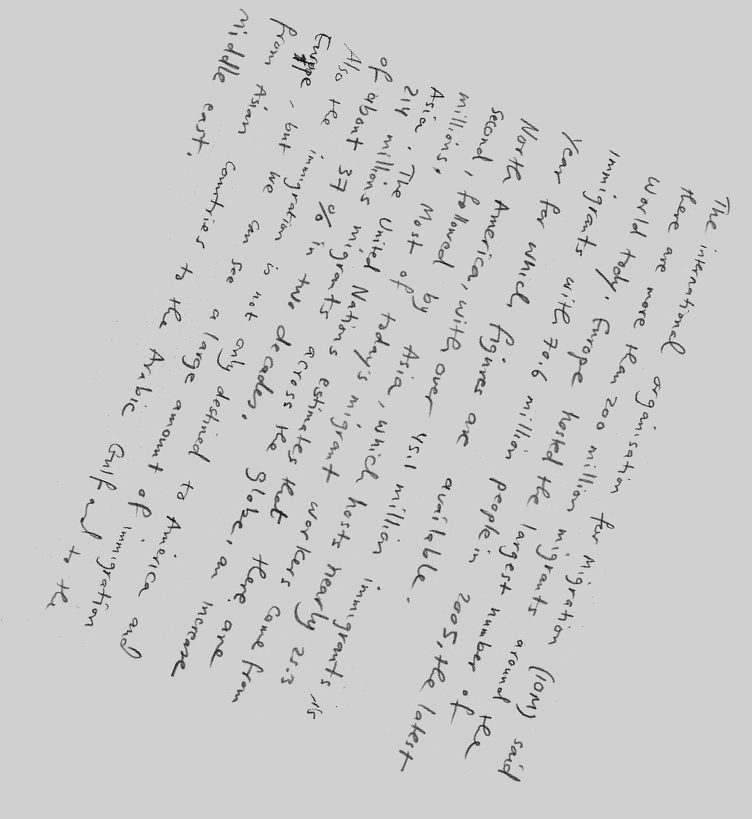 The international organisation for Migration (IOM) said
there are more than 200 million migrants around the
World tody. Europe hosted the largest number of
immigrants with 70.6 million people in 2005, the latest
Year for which figures are available.
North America, with over 45.1 million immigrants is
Second, followed by Asia, which hosts nearly 25.3
millions. Most of today's migrant workers come from
Asia. The United Nations estimates that there are
214 millions migrants across the globe, an increase
of about 37 % in two decades.
Also the immigration is not only destined to America and
Europe, but we can see a large amount of immigration
from Asian countries to the Arabic Gulf and to the
Middle east.